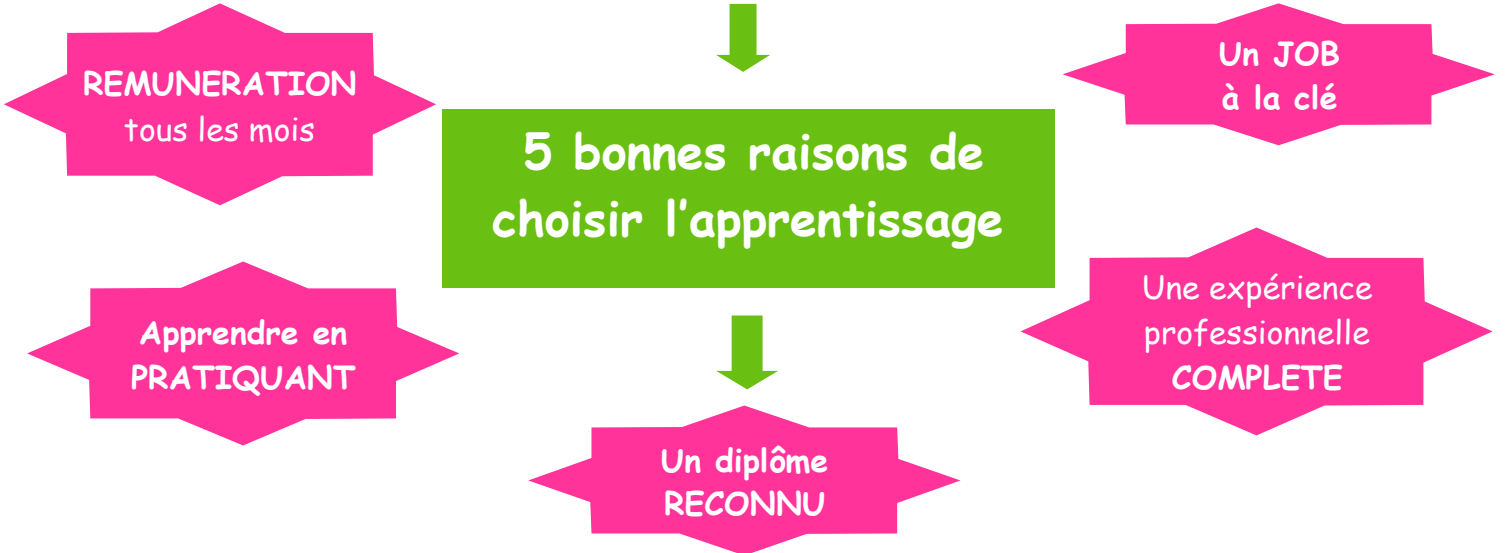 REMUNERATION
tous les mois
Un JOB
à la clé
5 bonnes raisons de
choisir l'apprentissage
Apprendre en
PRATIQUANT
Une expérience
professionnelle
COMPLETE
Un diplôme
RECONNU